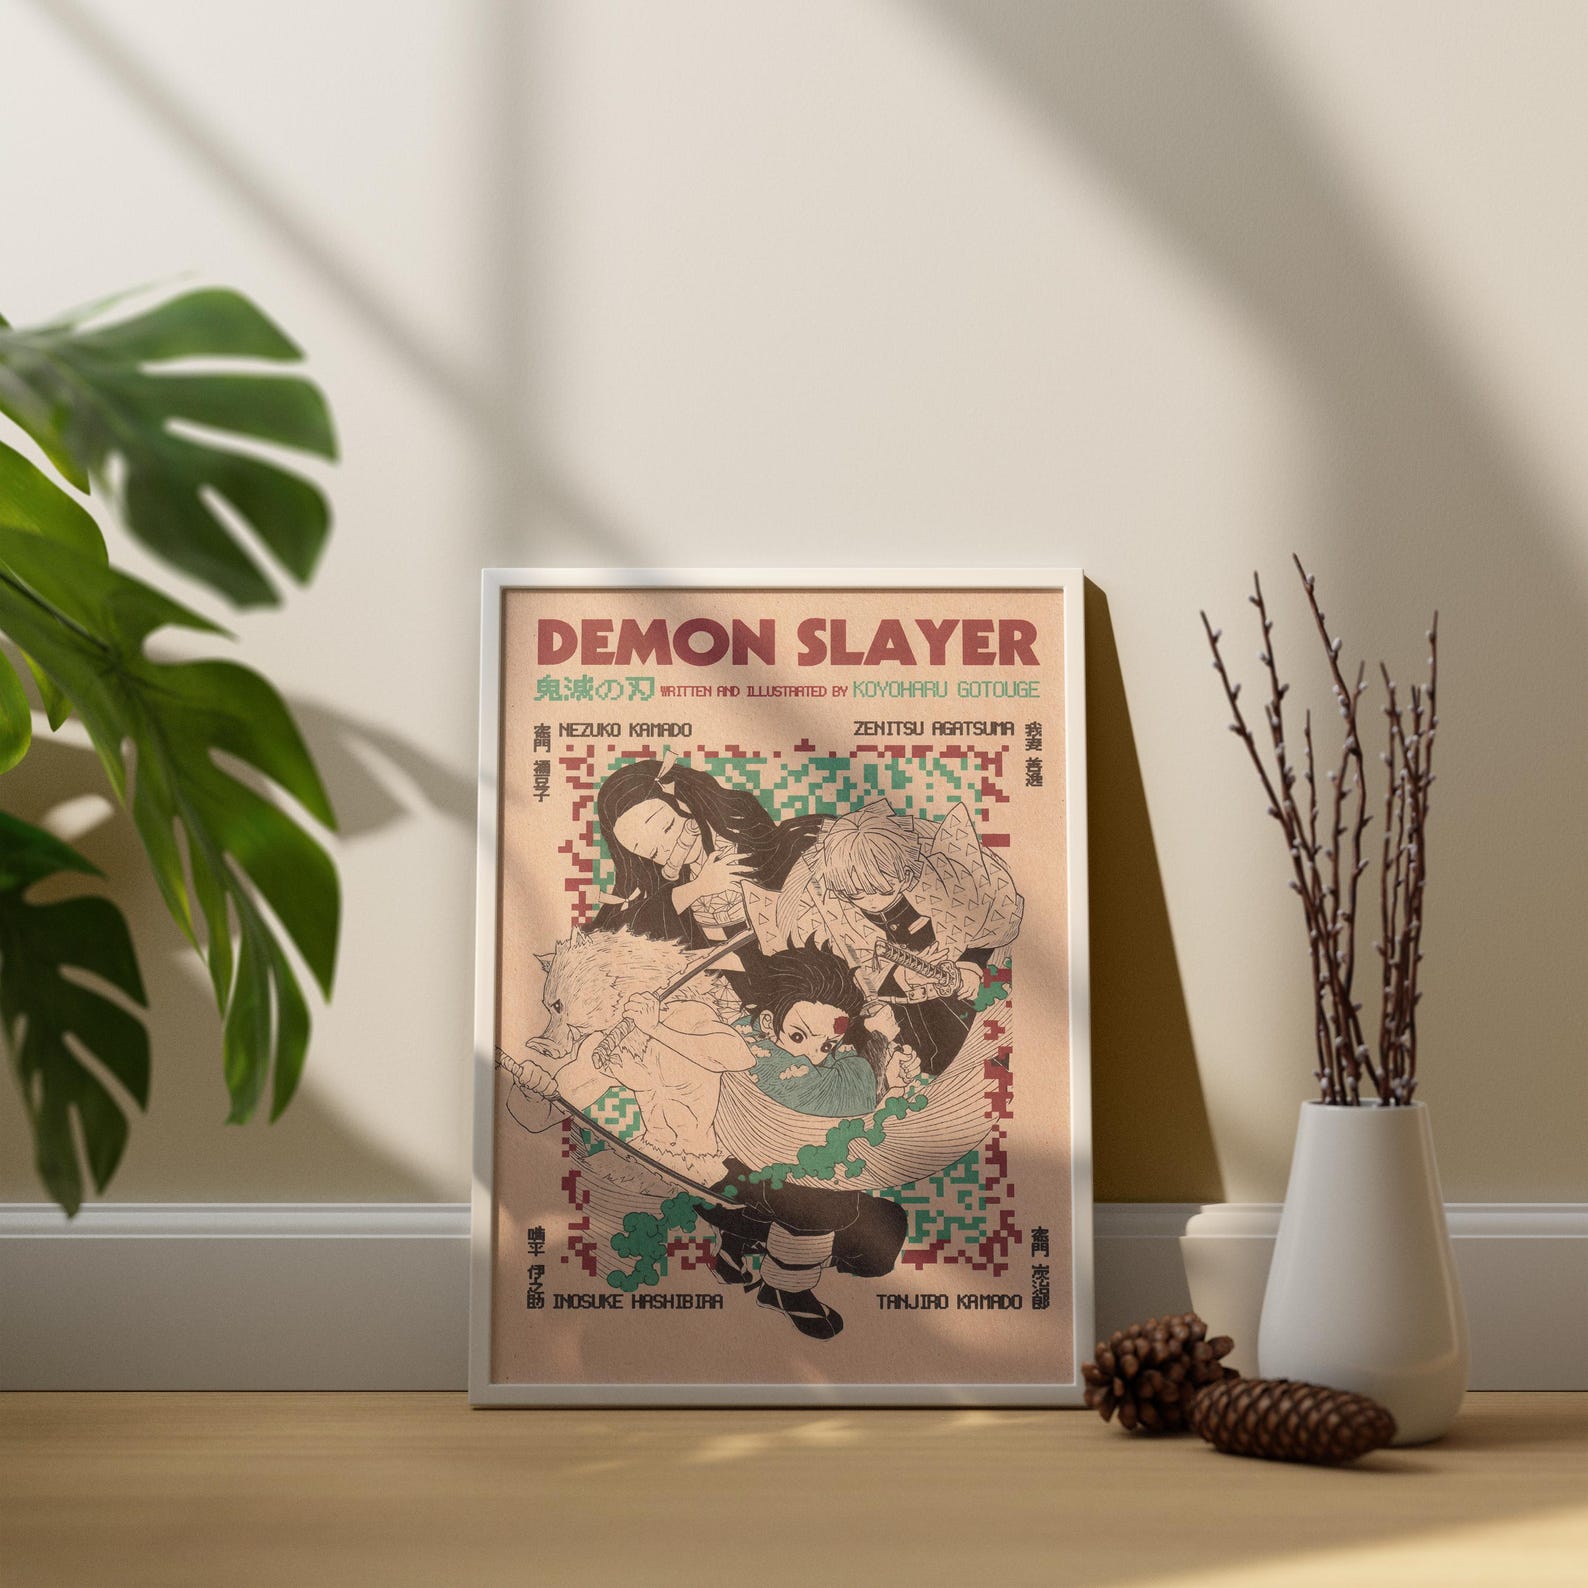 DEMON SLAYER
鬼滅の刃 WRITTEN AND ILLUSTRATED BY KOYOHARU GOTOUGE
竈門 禰豆子 NEZUKO KAMADO
ZENITSU AGATSUMA 我妻 善逸
嘴平 伊之助 INOSUKE HASHIBIRA
TANJIRO KAMADO 竈門 炭治郎